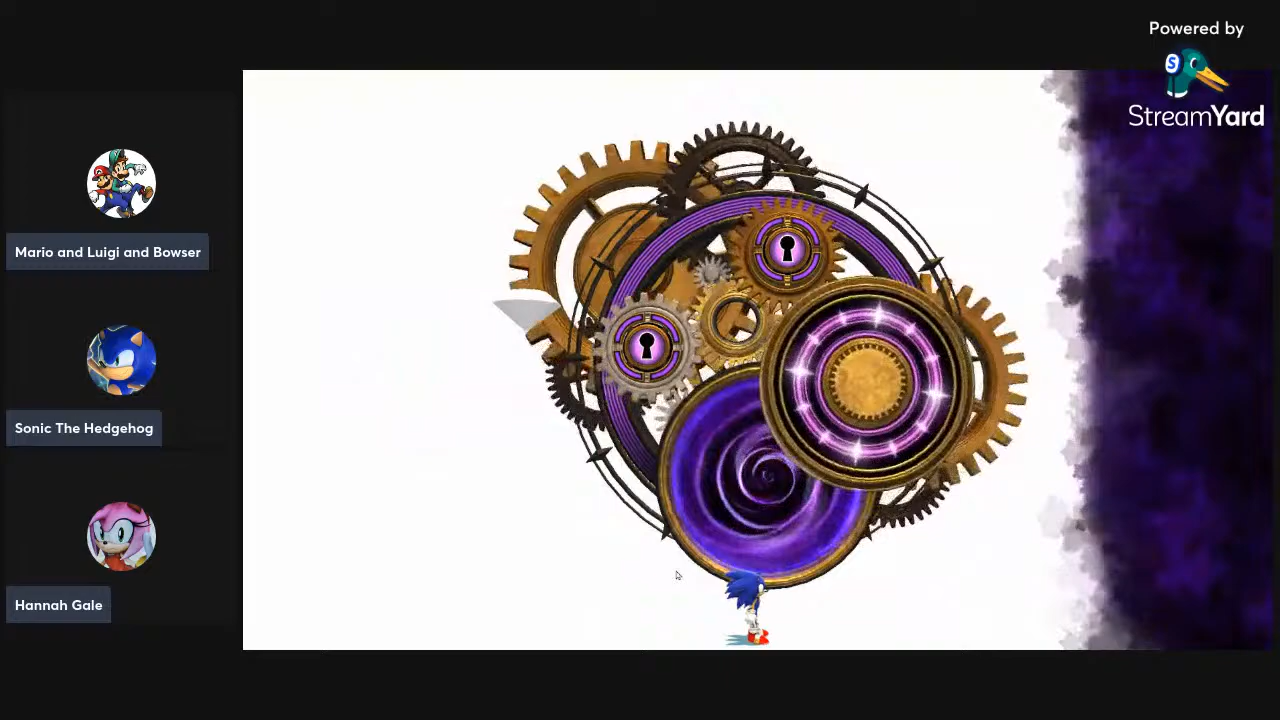 Powered by
S
StreamYard
Mario and Luigi and Bowser
Sonic The Hedgehog
Hannah Gale